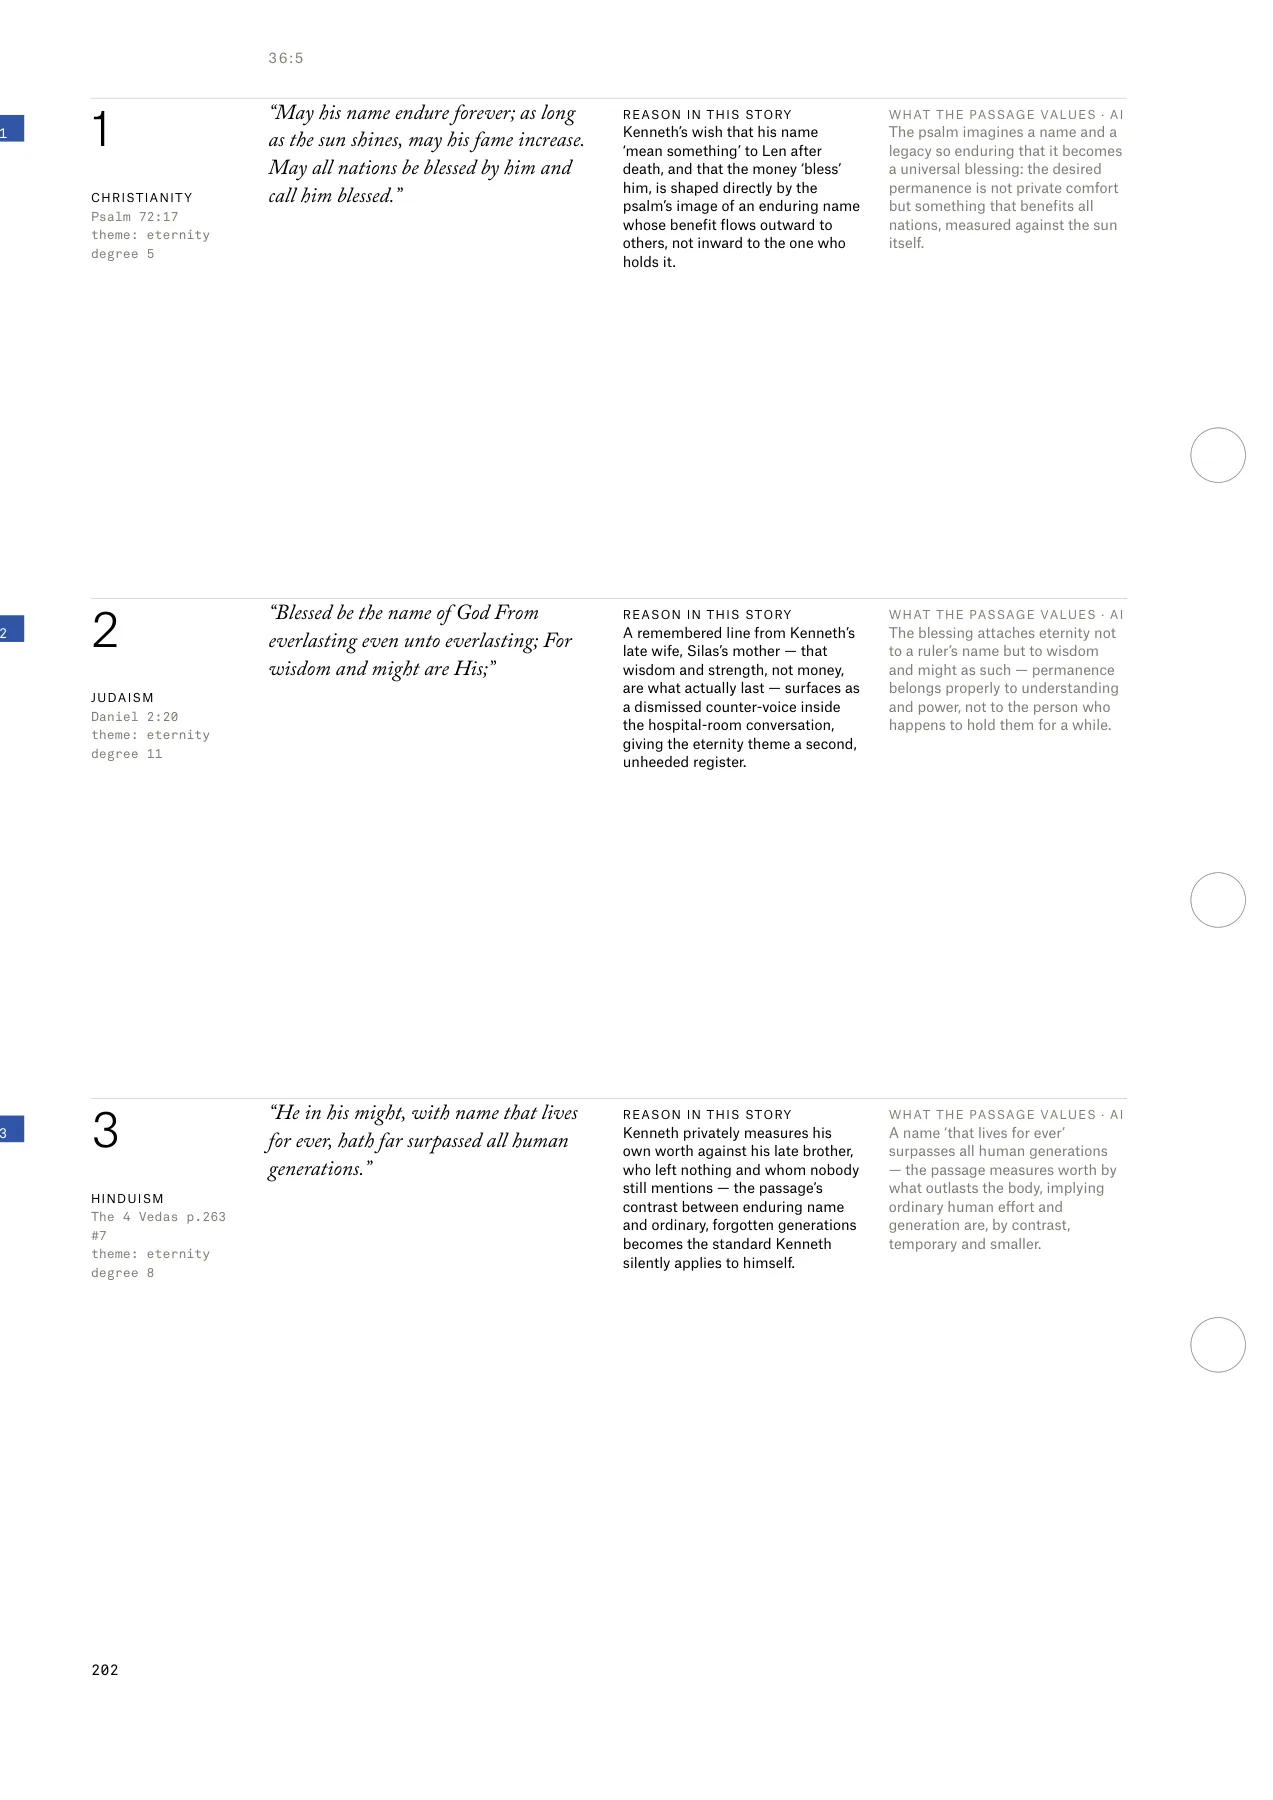 36:5
1
1
CHRISTIANITY
Psalm 72:17
theme: eternity
degree 5
“May his name endure forever; as long
as the sun shines, may his fame increase.
May all nations be blessed by him and
call him blessed.”
REASON IN THIS STORY
Kenneth’s wish that his name
‘mean something’ to Len after
death, and that the money ‘bless’
him, is shaped directly by the
psalm’s image of an enduring name
whose benefit flows outward to
others, not inward to the one who
holds it.
WHAT THE PASSAGE VALUES · AI
The psalm imagines a name and a
legacy so enduring that it becomes
a universal blessing: the desired
permanence is not private comfort
but something that benefits all
nations, measured against the sun
itself.
2
2
JUDAISM
Daniel 2:20
theme: eternity
degree 11
“Blessed be the name of God From
everlasting even unto everlasting; For
wisdom and might are His;”
REASON IN THIS STORY
A remembered line from Kenneth’s
late wife, Silas’s mother — that
wisdom and strength, not money,
are what actually last — surfaces as
a dismissed counter-voice inside
the hospital-room conversation,
giving the eternity theme a second,
unheeded register.
WHAT THE PASSAGE VALUES · AI
The blessing attaches eternity not
to a ruler’s name but to wisdom
and might as such — permanence
belongs properly to understanding
and power, not to the person who
happens to hold them for a while.
3
3
HINDUISM
The 4 Vedas p.263
#7
theme: eternity
degree 8
“He in his might, with name that lives
for ever, hath far surpassed all human
generations.”
REASON IN THIS STORY
Kenneth privately measures his
own worth against his late brother,
who left nothing and whom nobody
still mentions — the passage’s
contrast between enduring name
and ordinary, forgotten generations
becomes the standard Kenneth
silently applies to himself.
WHAT THE PASSAGE VALUES · AI
A name ‘that lives for ever’
surpasses all human generations
— the passage measures worth by
what outlasts the body, implying
ordinary human effort and
generation are, by contrast,
temporary and smaller.
202